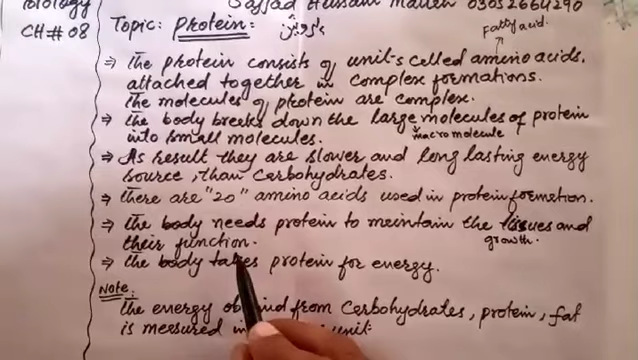 Biology
CH# 08
Sajjad Hussain 03052664290
Topic: Protein: پروٹین
Fatty acid.
⇒ The protein consists of unit's called amino acids,
attached together in complex formations.
The molecules of protein are complex.
⇒ The body breaks down the large molecules of protein
macromolecule
into small molecules.
⇒ As result they are slower and long lasting energy
source, than Carbohydrates.
⇒ There are "20" amino acids used in protein formation.
⇒ The body needs protein to maintain the tissues and
growth.
their function.
⇒ The body takes protein for energy.
Note:
The energy from Carbohydrates, protein, fat
is measured in unit.